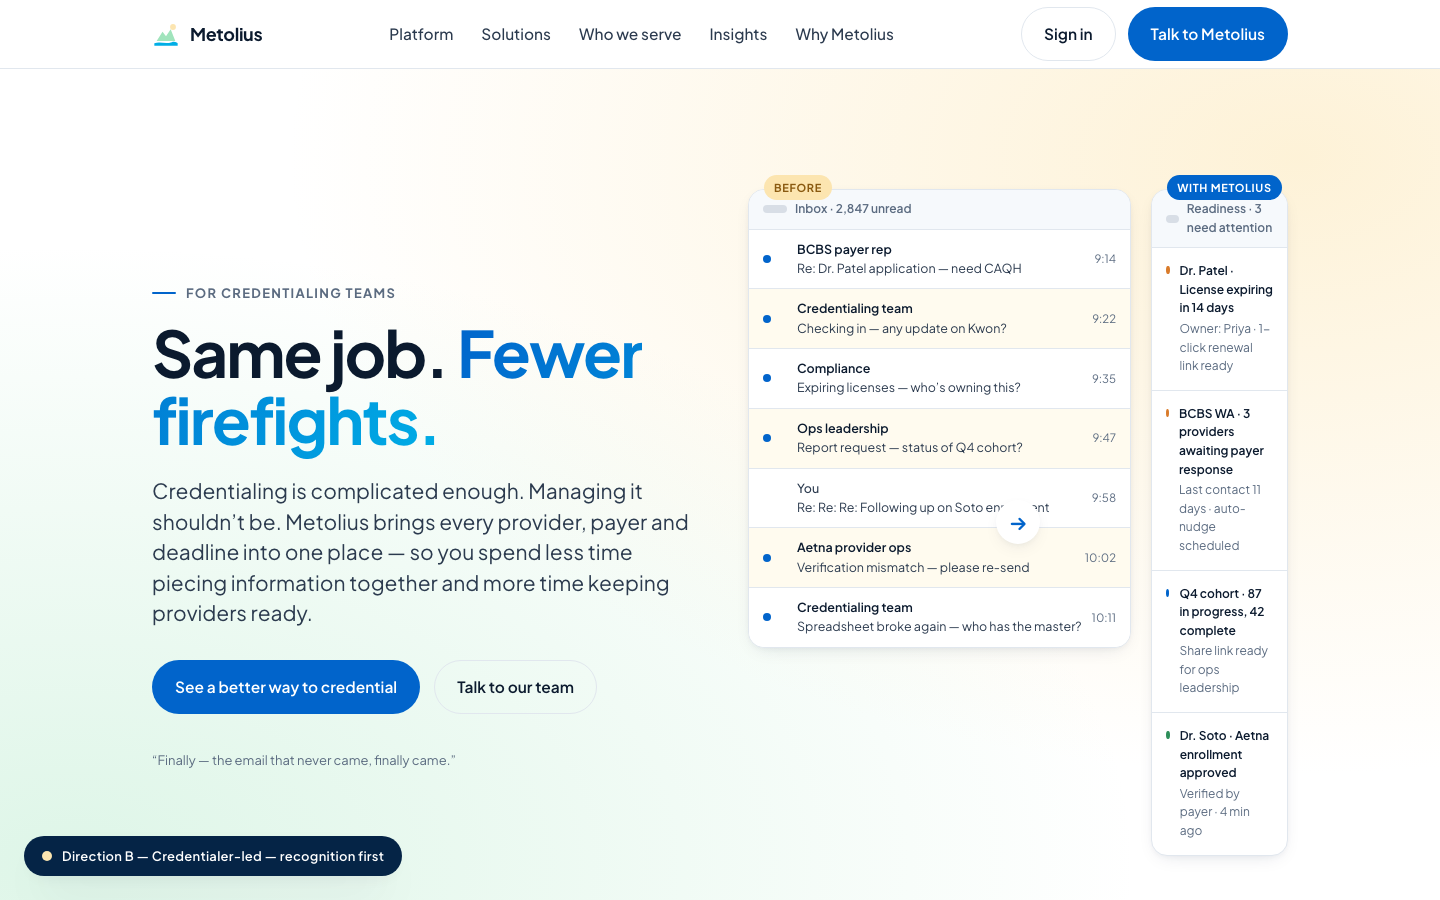 Metolius
Platform
Solutions
Who we serve
Insights
Why Metolius
Sign in
Talk to Metolius
FOR CREDENTIALING TEAMS
Same job. Fewer
firefights.
Credentialing is complicated enough. Managing it
shouldn’t be. Metolius brings every provider, payer and
deadline into one place — so you spend less time
piecing information together and more time keeping
providers ready.
See a better way to credential
Talk to our team
“Finally — the email that never came, finally came.”
BEFORE
Inbox · 2,847 unread
BCBS payer rep
Re: Dr. Patel application — need CAQH
9:14
Credentialing team
Checking in — any update on Kwon?
9:22
Compliance
Expiring licenses — who’s owning this?
9:35
Ops leadership
Report request — status of Q4 cohort?
9:47
You
Re: Re: Re: Following up on Soto
9:58
Aetna provider ops
Verification mismatch — please re-send
10:02
Credentialing team
Spreadsheet broke again — who has the master?
10:11
WITH METOLIUS
Readiness · 3
need attention
Dr. Patel ·
License expiring
in 14 days
Owner: Priya · 1-
click renewal
link ready
BCBS WA · 3
providers
awaiting payer
response
Last contact 11
days · auto-
nudge
scheduled
Q4 cohort · 87
in progress, 42
complete
Share link ready
for ops
leadership
Dr. Soto · Aetna
enrollment
approved
Verified by
payer · 4 min
ago
Direction B — Credentialer-led — recognition first